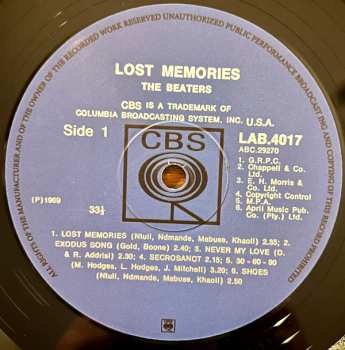 ALL RIGHTS OF THE MANUFACTURER AND OF THE OWNER OF THE RECORDED WORK RESERVED UNAUTHORIZED PUBLIC PERFORMANCE BROADCASTING AND COPYING OF THIS RECORD PROHIBITED
LOST MEMORIES
THE BEATERS
CBS IS A TRADEMARK OF
COLUMBIA BROADCASTING SYSTEM, INC. U.S.A.
Side 1
CBS
LAB.4017
ABC.29270
1. G.R.P.C.
2. Chappell & Co.
Ltd.
3. E. H. Morris &
Co. Ltd.
4. Copyright Control
5. M.P.A.
6. April Music Pub.
Co. (Pty.) Ltd.
(P)1969
33⅓
1. LOST MEMORIES (Ntuli, Ndmande, Mabuse, Khaoli) 2.55; 2.
EXODUS SONG (Gold, Boone) 2.40; 3. NEVER MY LOVE (D.
& R. Addrisi) 2.50; 4. SECROSANCT 2.15; 5. 30-60-90
(M. Hodges, L. Hodges, J. Mitchell) 3.20; 6. SHOES
(Ntuli, Ndmande, Mabuse, Khaoli) 2.50